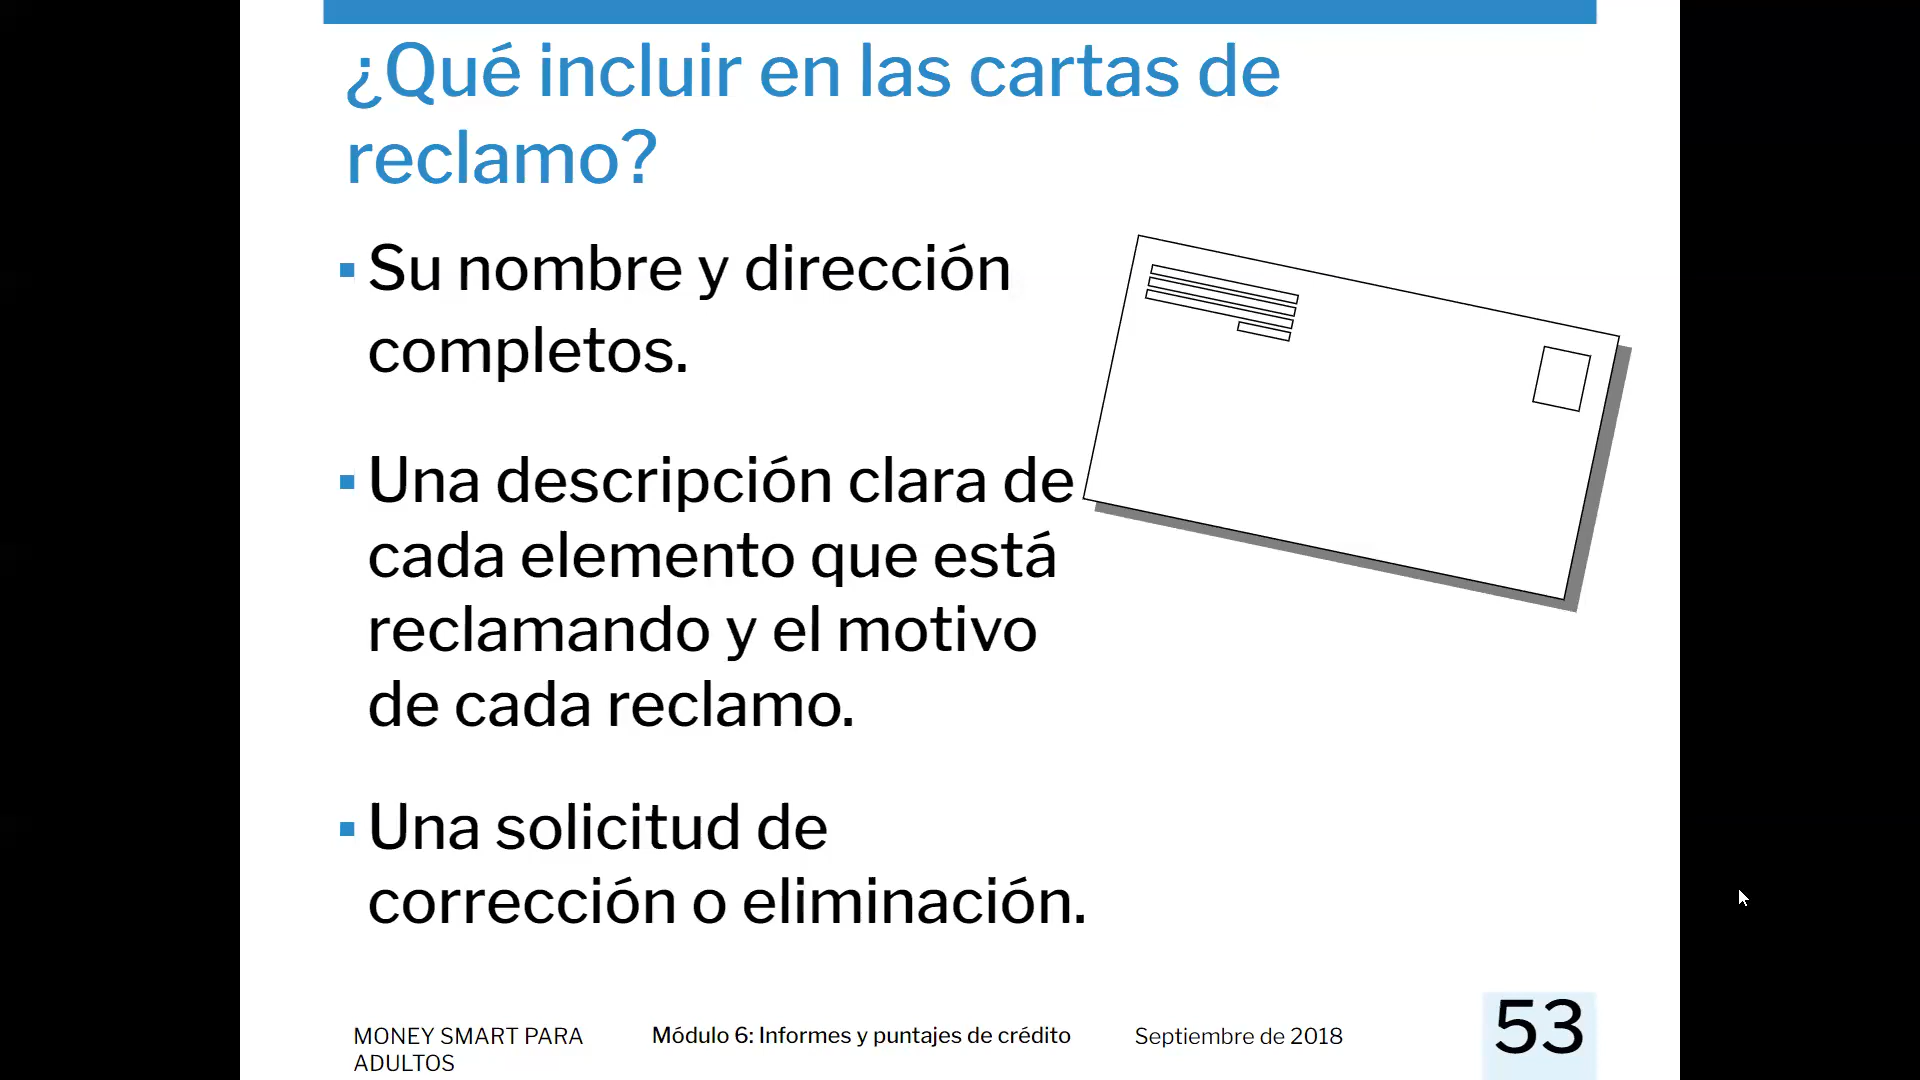 ¿Qué incluir en las cartas de
reclamo?
▪ Su nombre y dirección
completos.
▪ Una descripción clara de
cada elemento que está
reclamando y el motivo
de cada reclamo.
▪ Una solicitud de
corrección o eliminación.
MONEY SMART PARA
ADULTOS
Módulo 6: Informes y puntajes de crédito
Septiembre de 2018
53